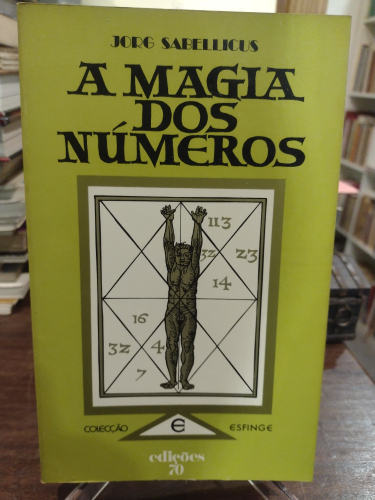 JORG SABELLICUS
A MAGIA
DOS
NÚMEROS
113
32 23
14
16
32 4
7
COLECÇÃO E ESFINGE
edições
70